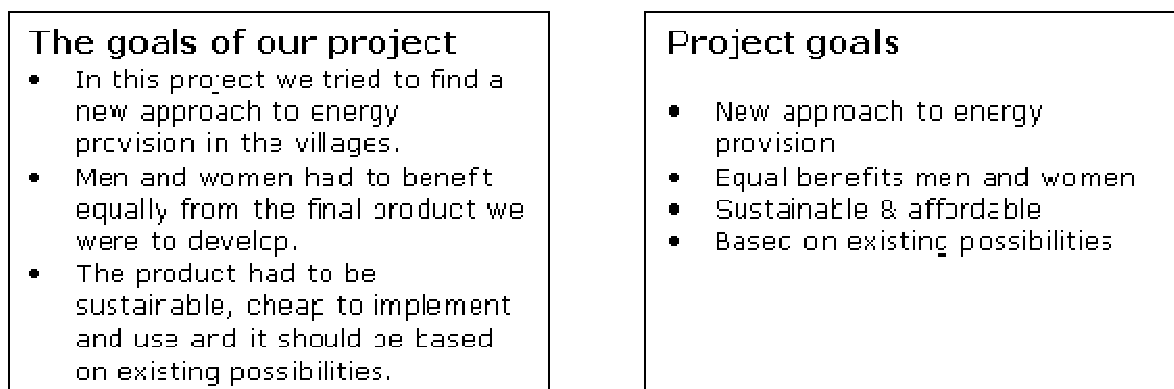 The goals of our project
• In this project we tried to find a
new approach to energy
provision in the villages.
• Men and women had to beneft
equally from the final product we
were to develop.
• The product had to be
sustainable, cheap to implement
and use and it should be based
on existing possibilities.
Project goals
• New approach to energy
provision
• Equal benefits men and women
• Sustainable & affordable
• Based on existing possibilities